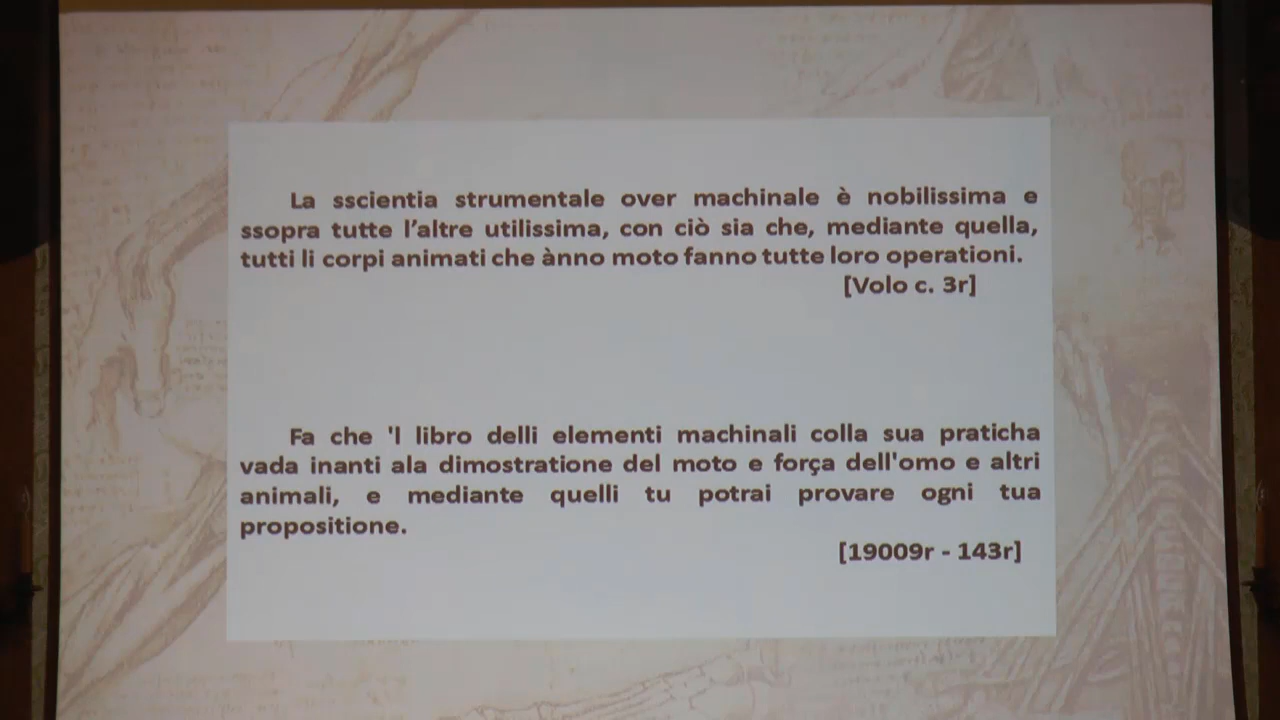 La sscientia strumentale over machinale è nobilissima e
ssopra tutte l’altre utilissima, con ciò sia che, mediante quella,
tutti li corpi animati che ànno moto fanno tutte loro operationi.
[Volo c. 3r]
Fa che 'l libro delli elementi machinali colla sua praticha
vada inanti ala dimostratione del moto e força dell'omo e altri
animali, e mediante quelli tu potrai provare ogni tua
propositione.
[19009r - 143r]